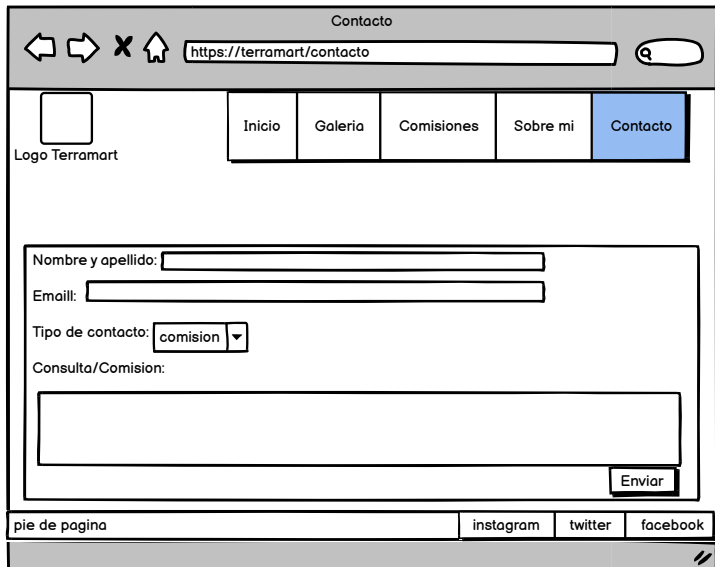 Contacto
https://terramart/contacto
Logo Terramart
Inicio
Galeria
Comisiones
Sobre mi
Contacto
Nombre y apellido:
Emaill:
Tipo de contacto: comision
Consulta/Comision:
Enviar
pie de pagina
instagram
twitter
facebook